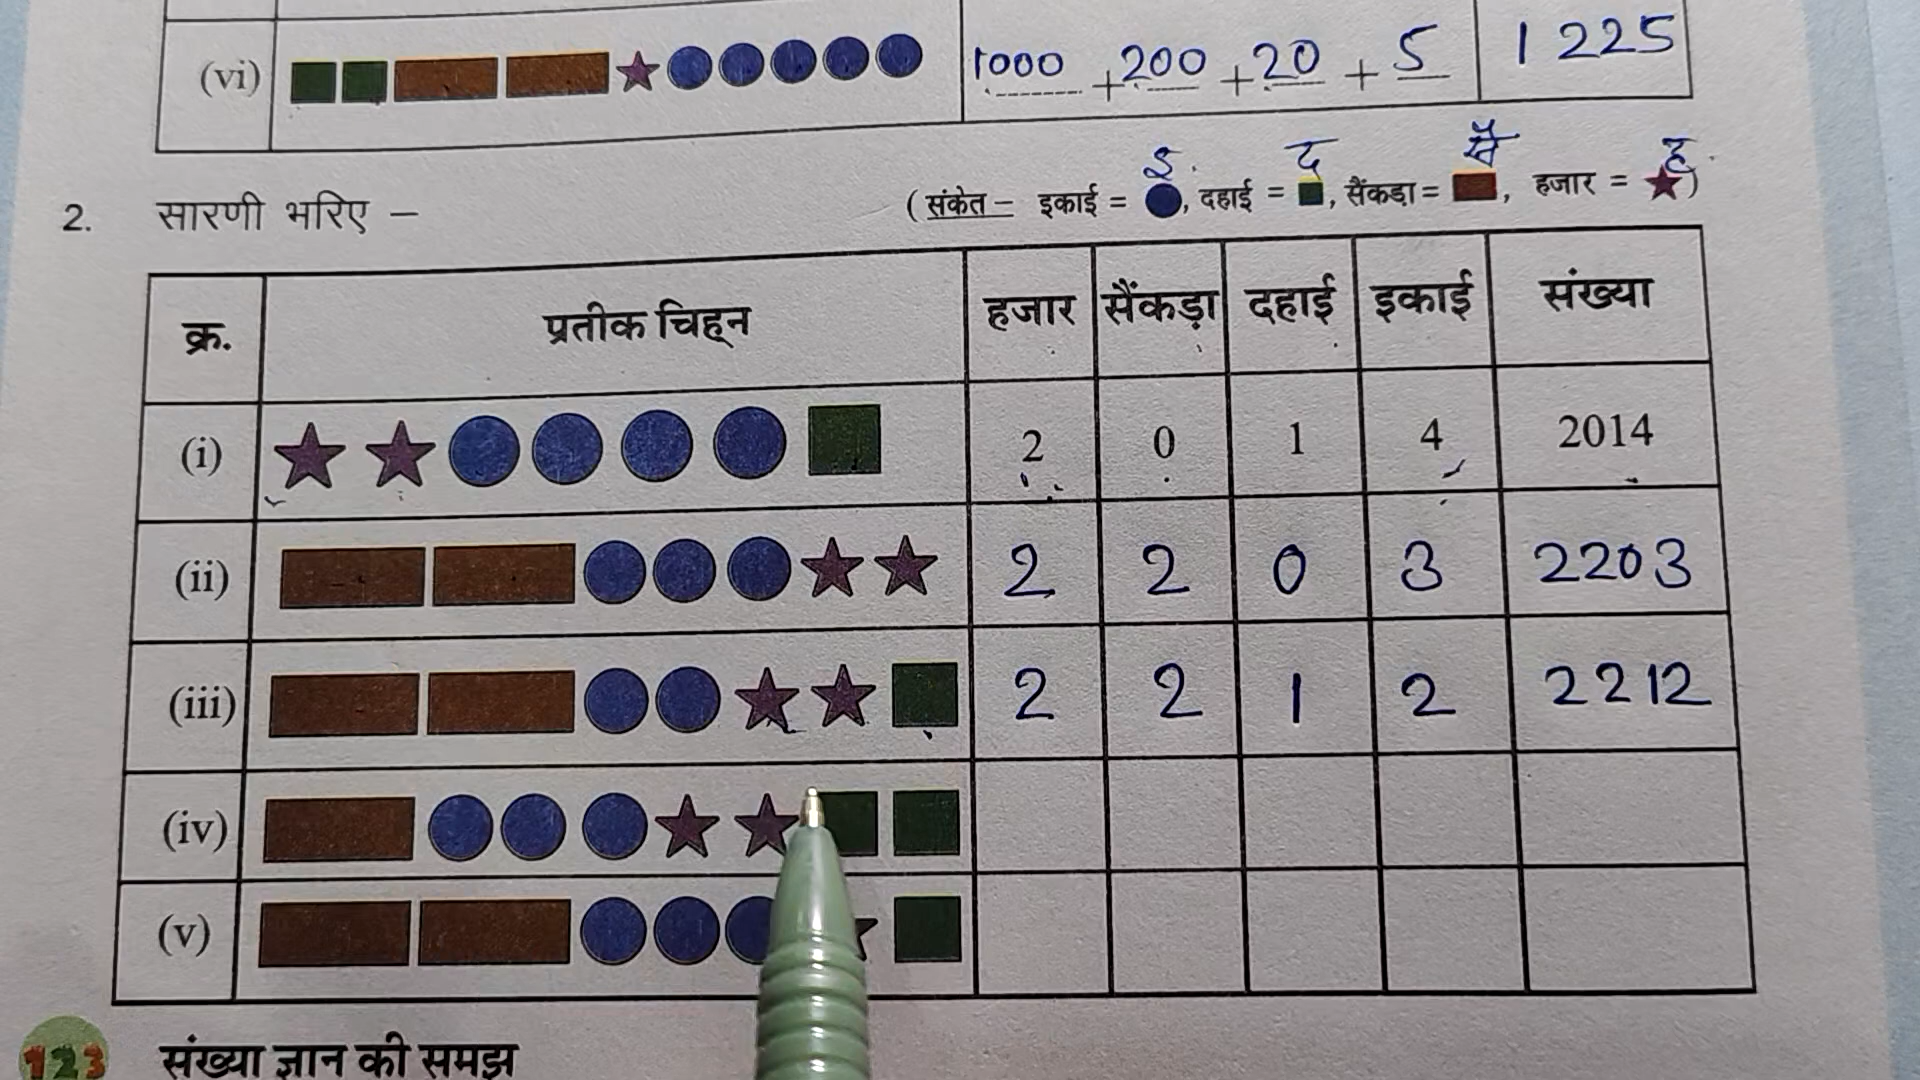 (vi) 1000 + 200 + 20 + 5 1225
इ द सै ह
2. सारणी भरिए – (संकेत – इकाई = , दहाई = , सैंकडा = , हजार = )
क्र. प्रतीक चिह्न हजार सैंकड़ा दहाई इकाई संख्या
(i) 2 0 1 4 2014
(ii) 2 2 0 3 2203
(iii) 2 2 1 2 2212
(iv)
(v)
123 संख्या ज्ञान की समझ